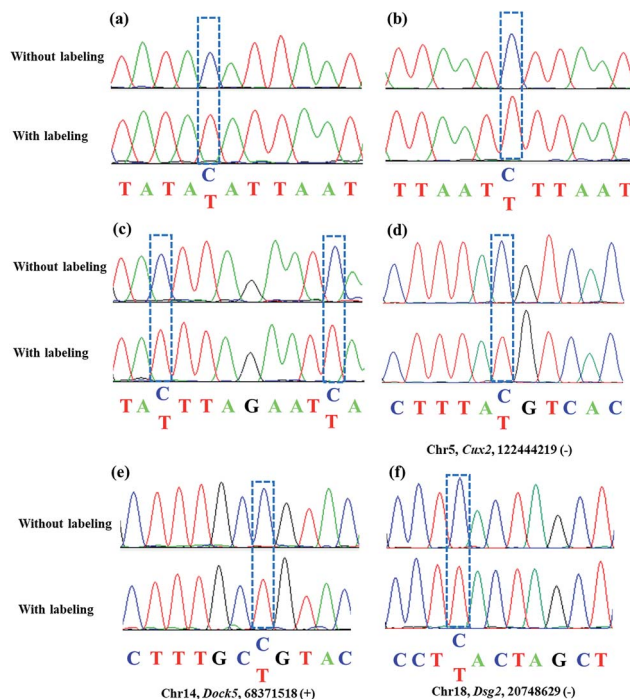 (a) (b)
Without labeling
With labeling
C C
T A T A A T T A A T T T A A T T T A A T
T T
(c) (d)
Without labeling
With labeling
C C C
T A T T A G A A T A C T T T A G T C A C
T T T
Chr5, Cux2, 122444219 (-)
(e) (f)
Without labeling
With labeling
C C
C T T T G C G T A C C C T A C T A G C T
T T
Chr14, Dock5, 68371518 (+) Chr18, Dsg2, 20748629 (-)